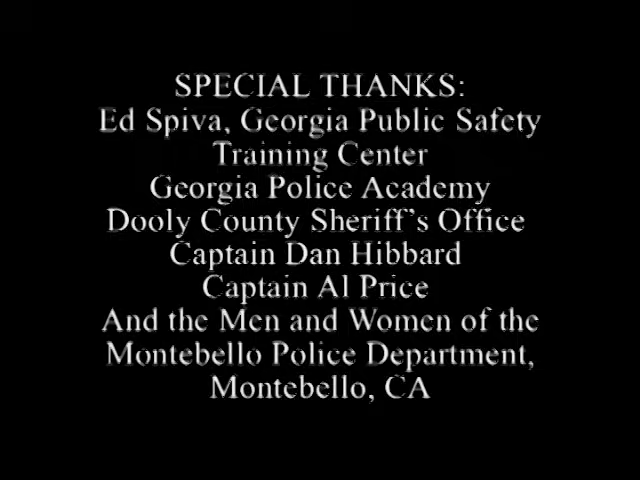 SPECIAL THANKS:
Ed Spiva, Georgia Public Safety
Training Center
Georgia Police Academy
Dooly County Sheriff's Office
Captain Dan Hibbard
Captain Al Price
And the Men and Women of the
Montebello Police Department,
Montebello, CA